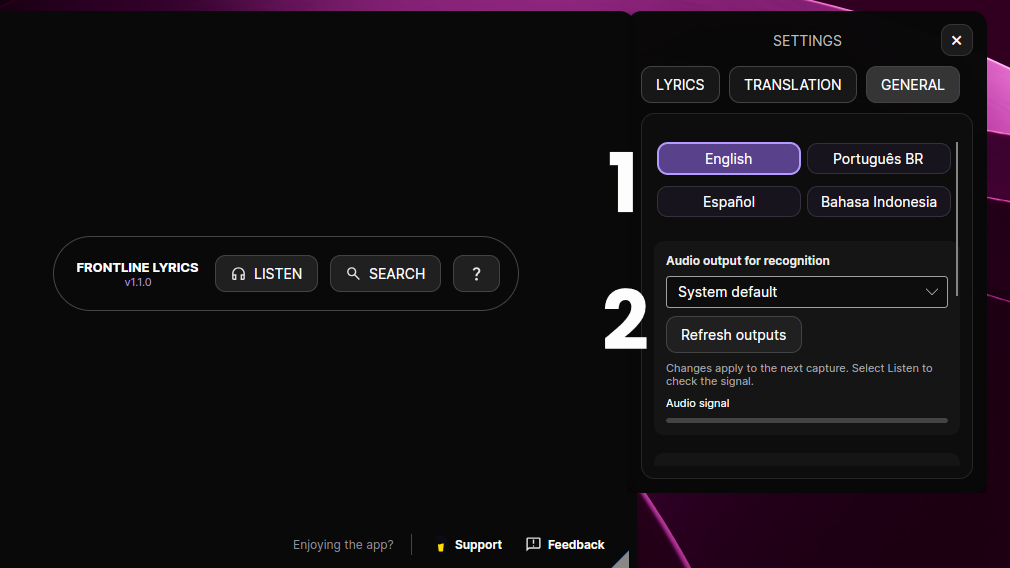 SETTINGS
LYRICS TRANSLATION GENERAL
1
English Português BR
Español Bahasa Indonesia
FRONTLINE LYRICS
v1.1.0
LISTEN SEARCH ?
2
Audio output for recognition
System default
Refresh outputs
Changes apply to the next capture. Select Listen to
check the signal.
Audio signal
Enjoying the app? Support Feedback